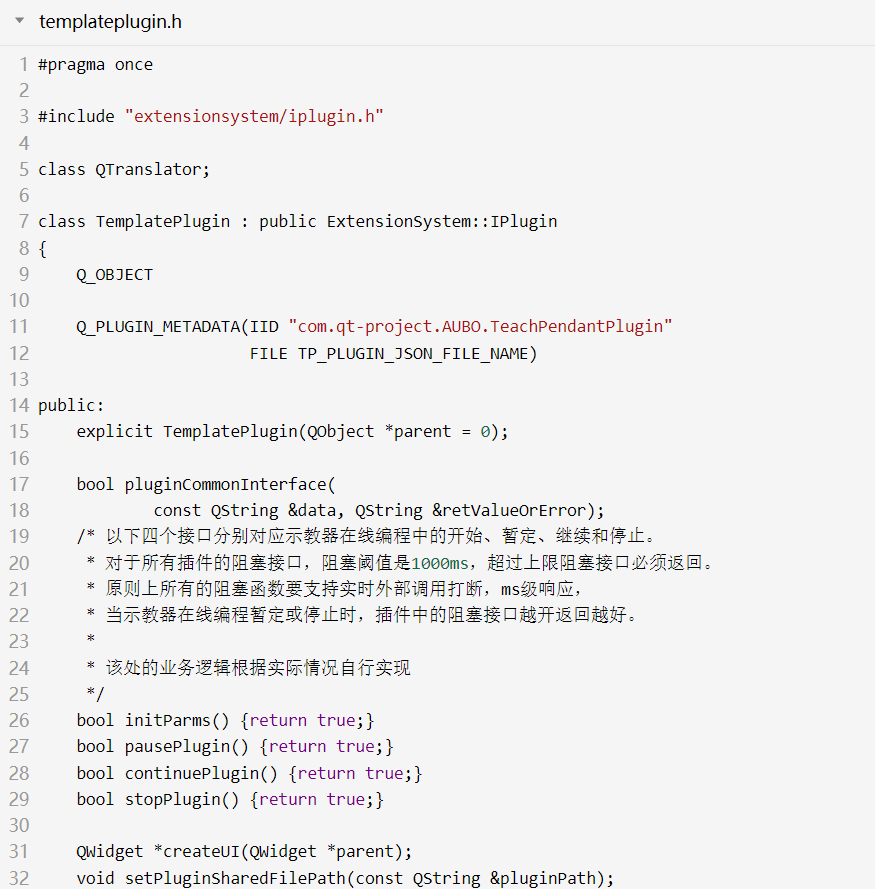 templateplugin.h
1 #pragma once
2
3 #include "extensionsystem/iplugin.h"
4
5 class QTranslator;
6
7 class TemplatePlugin : public ExtensionSystem::IPlugin
8 {
9     Q_OBJECT
10
11     Q_PLUGIN_METADATA(IID "com.qt-project.AUBO.TeachPendantPlugin"
12                       FILE TP_PLUGIN_JSON_FILE_NAME)
13
14 public:
15     explicit TemplatePlugin(QObject *parent = 0);
16
17     bool pluginCommonInterface(
18             const QString &data, QString &retValueOrError);
19     /* 以下四个接口分别对应示教器在线编程中的开始、暂定、继续和停止。
20      * 对于所有插件的阻塞接口，阻塞阈值是1000ms，超过上限阻塞接口必须返回。
21      * 原则上所有的阻塞函数要支持实时外部调用打断，ms级响应，
22      * 当示教器在线编程暂定或停止时，插件中的阻塞接口越开返回越好。
23      *
24      * 该处的业务逻辑根据实际情况自行实现
25      */
26     bool initParms() {return true;}
27     bool pausePlugin() {return true;}
28     bool continuePlugin() {return true;}
29     bool stopPlugin() {return true;}
30
31     QWidget *createUI(QWidget *parent);
32     void setPluginSharedFilePath(const QString &pluginPath);